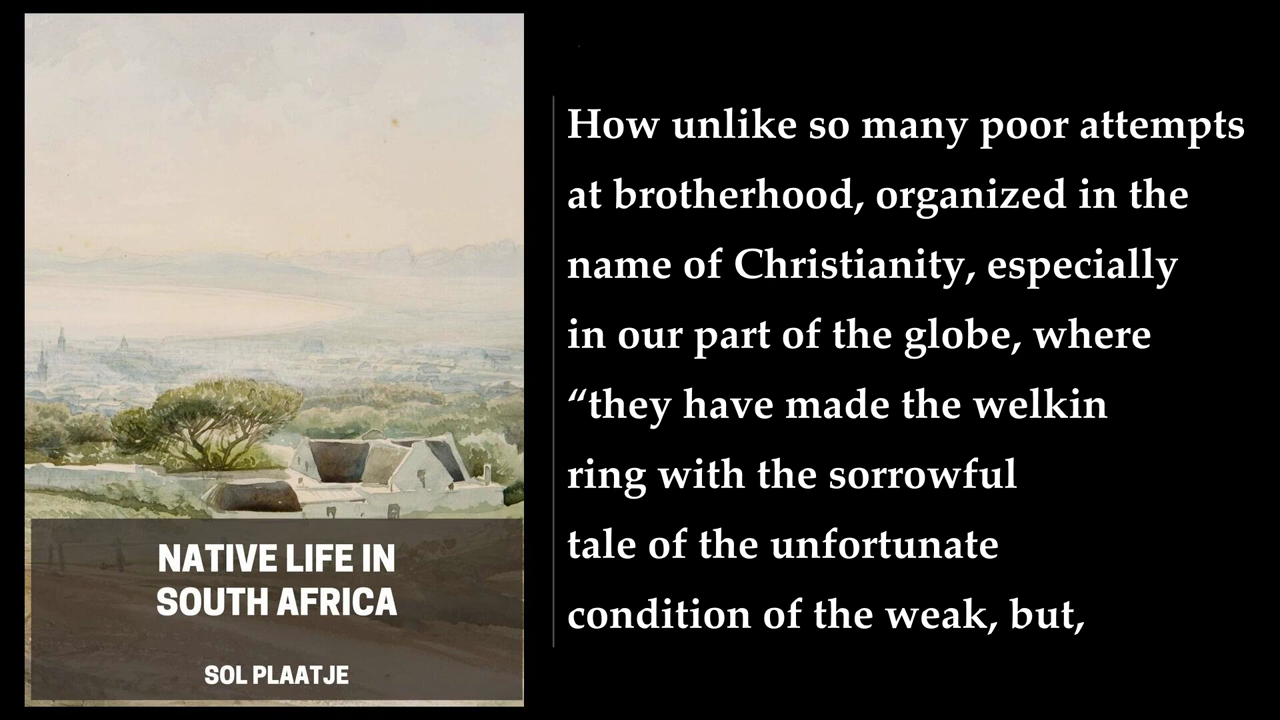 NATIVE LIFE IN
SOUTH AFRICA
SOL PLAATJE
How unlike so many poor attempts
at brotherhood, organized in the
name of Christianity, especially
in our part of the globe, where
“they have made the welkin
ring with the sorrowful
tale of the unfortunate
condition of the weak, but,